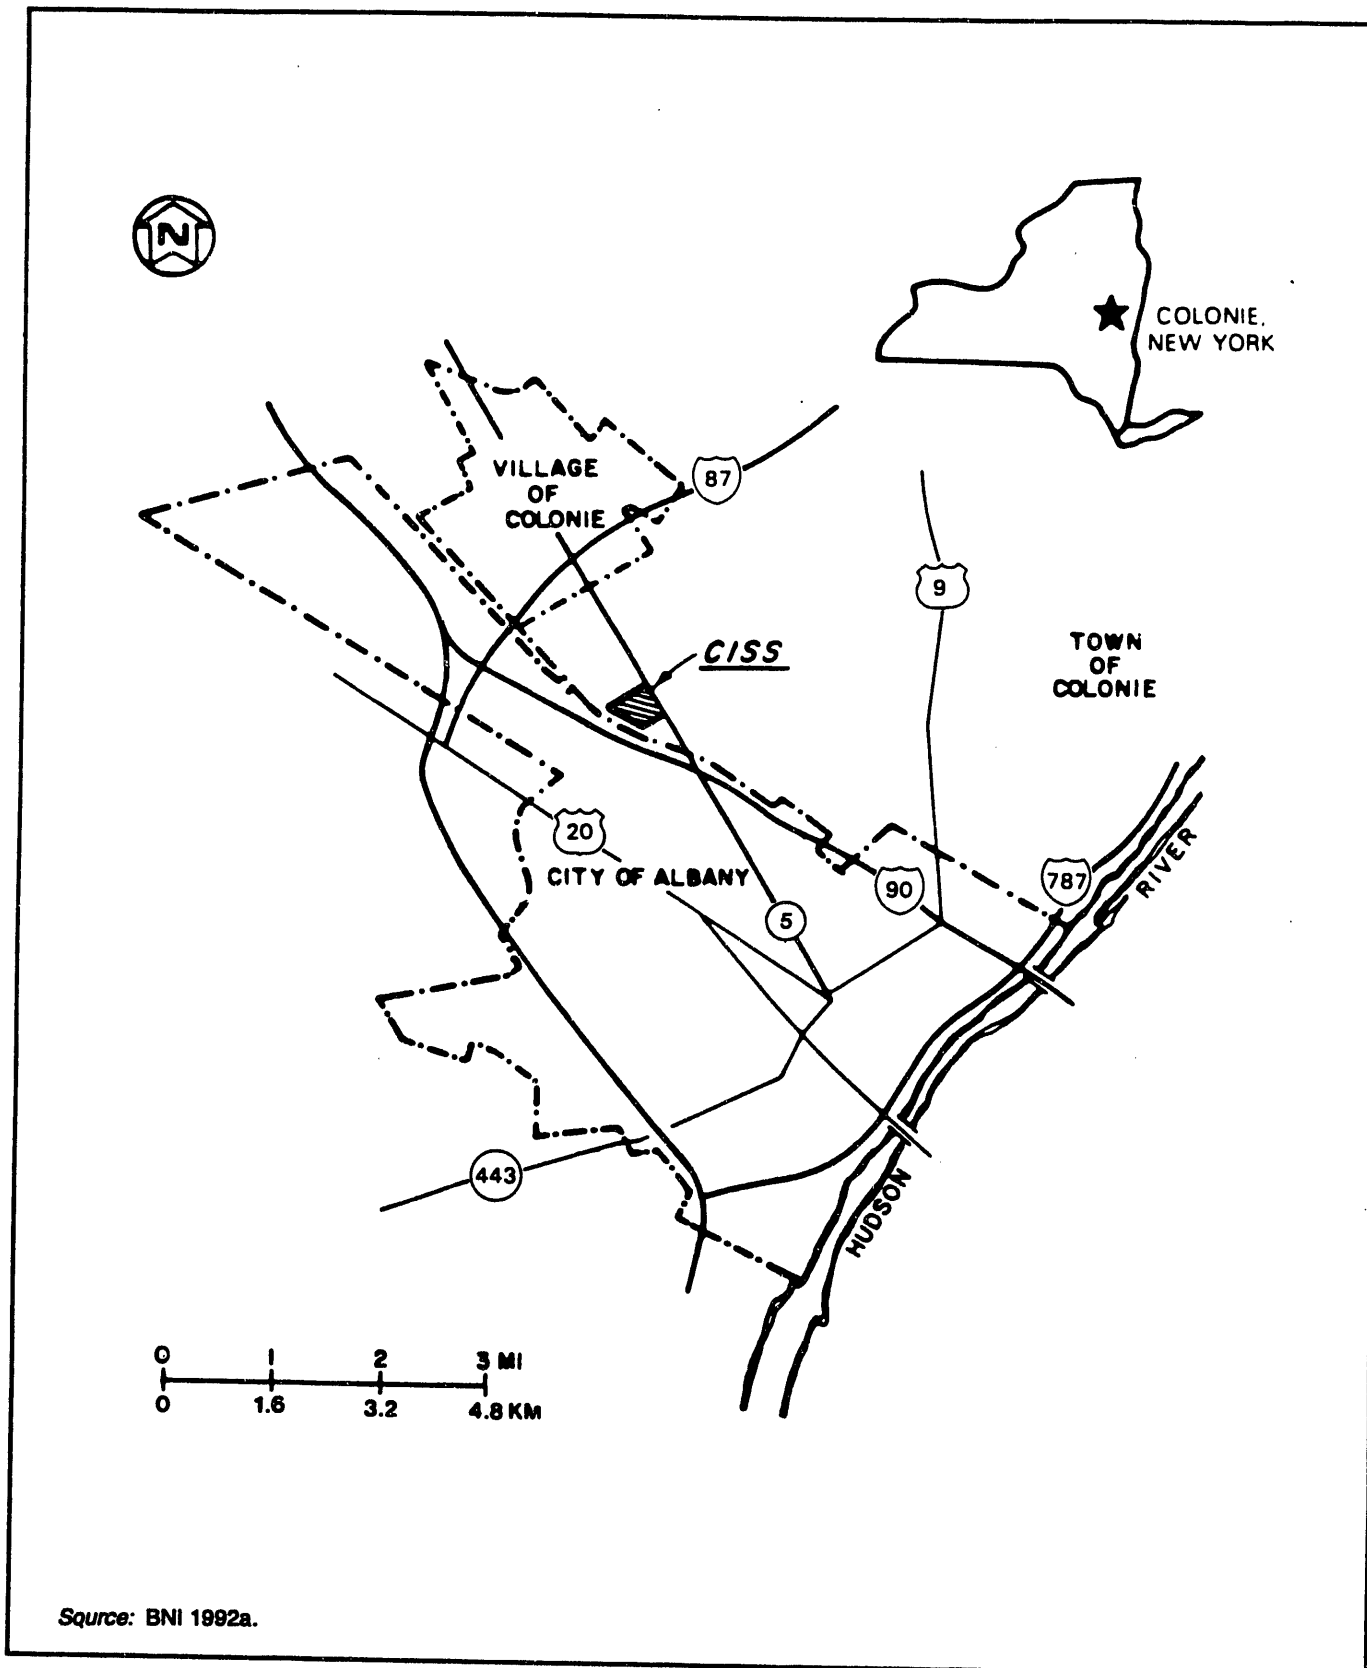 N
COLONIE,
NEW YORK
VILLAGE
OF
COLONIE
87
9
CISS
TOWN
OF
COLONIE
20
CITY OF ALBANY
90
787
RIVER
5
443
HUDSON
0 1 2 3 MI
0 1.6 3.2 4.8 KM
Source: BNI 1992a.